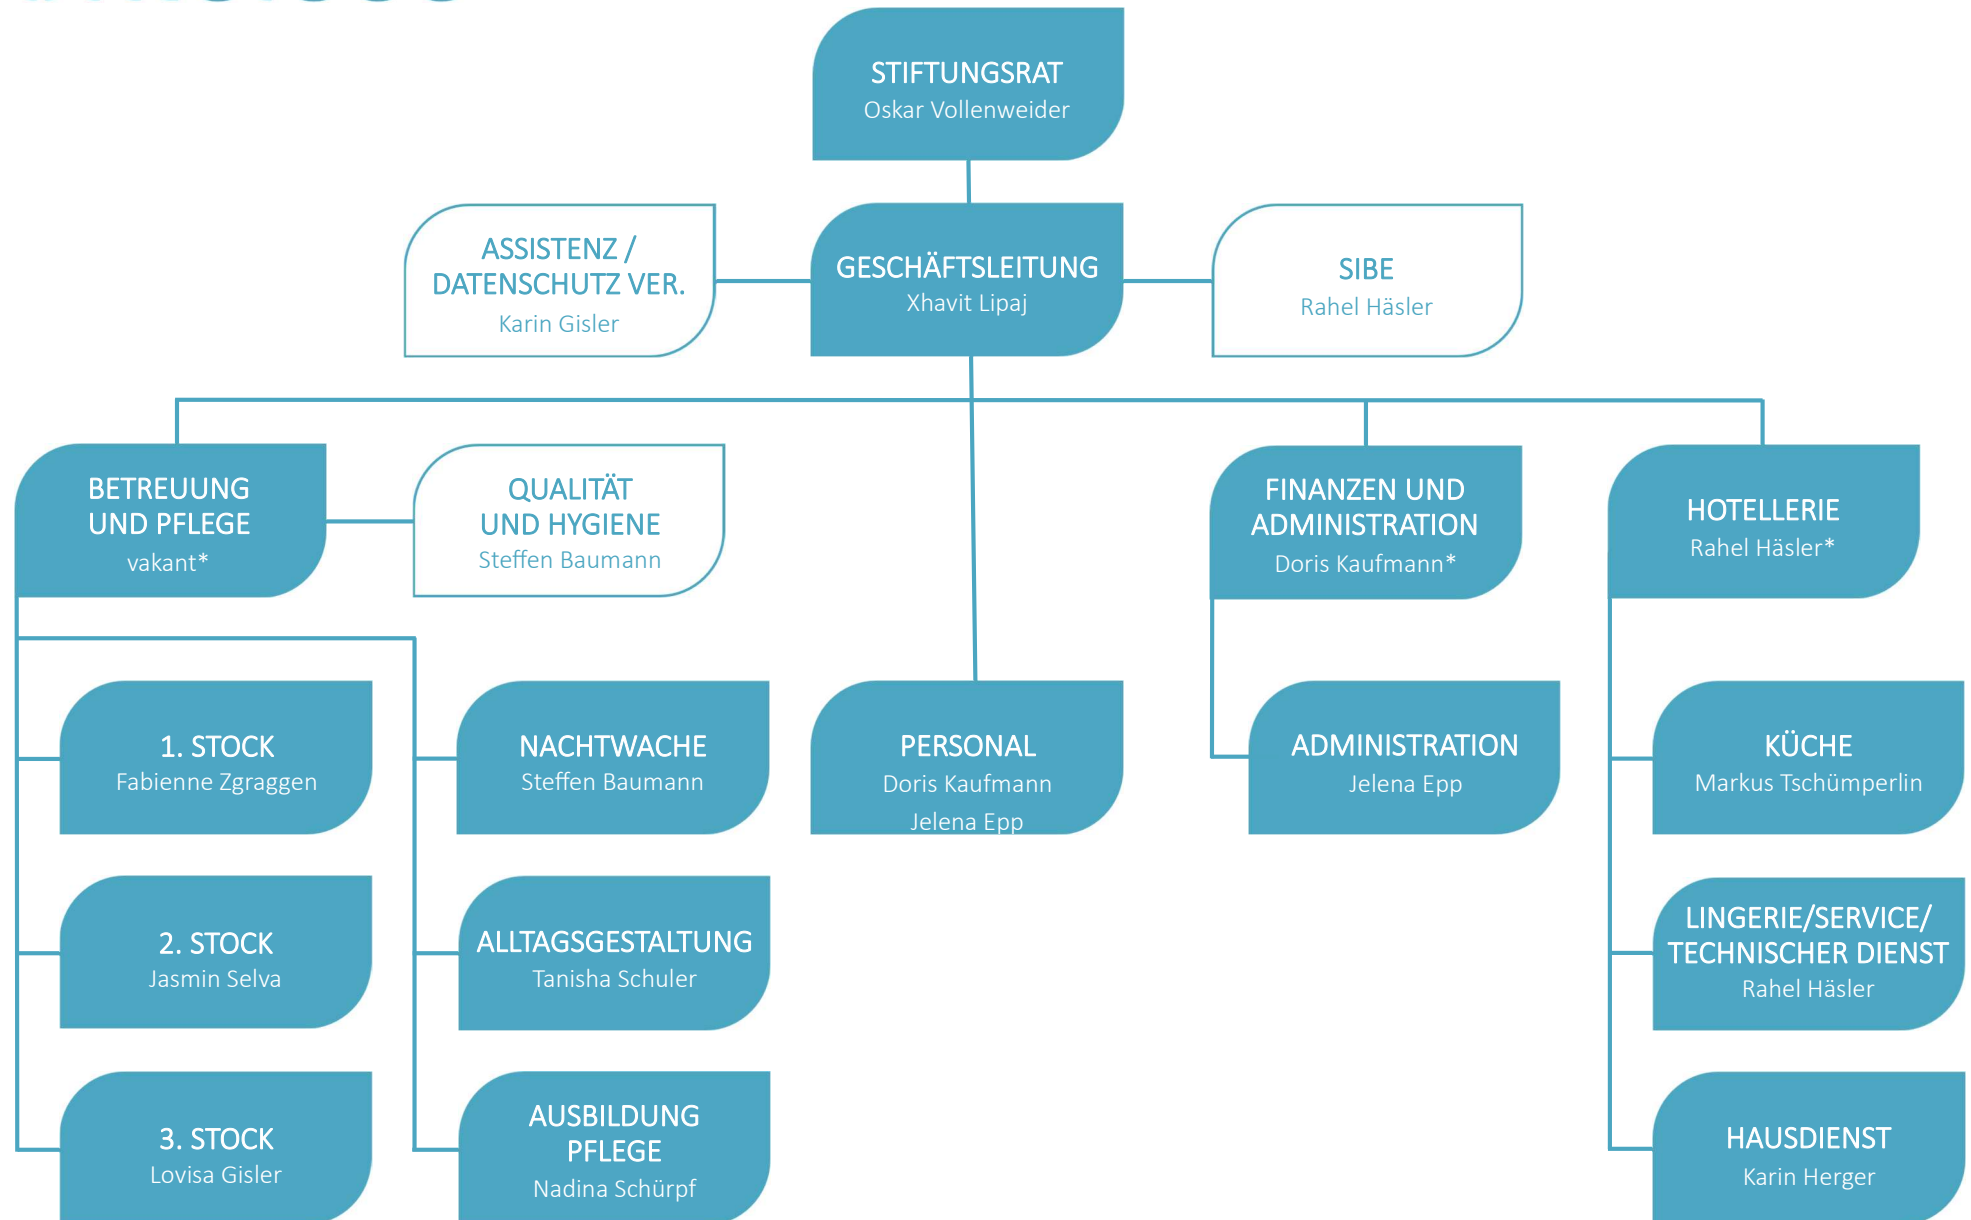 STIFTUNGSRAT
Oskar Vollenweider
ASSISTENZ /
DATENSCHUTZ VER.
Karin Gisler
GESCHÄFTSLEITUNG
Xhavit Lipaj
SIBE
Rahel Häsler
BETREUUNG
UND PFLEGE
vakant*
QUALITÄT
UND HYGIENE
Steffen Baumann
FINANZEN UND
ADMINISTRATION
Doris Kaufmann*
HOTELLERIE
Rahel Häsler*
1. STOCK
Fabienne Zgraggen
NACHTWACHE
Steffen Baumann
PERSONAL
Doris Kaufmann
Jelena Epp
ADMINISTRATION
Jelena Epp
KÜCHE
Markus Tschümperlin
2. STOCK
Jasmin Selva
ALLTAGSGESTALTUNG
Tanisha Schuler
LINGERIE/SERVICE/
TECHNISCHER DIENST
Rahel Häsler
3. STOCK
Lovisa Gisler
AUSBILDUNG
PFLEGE
Nadina Schürpf
HAUSDIENST
Karin Herger